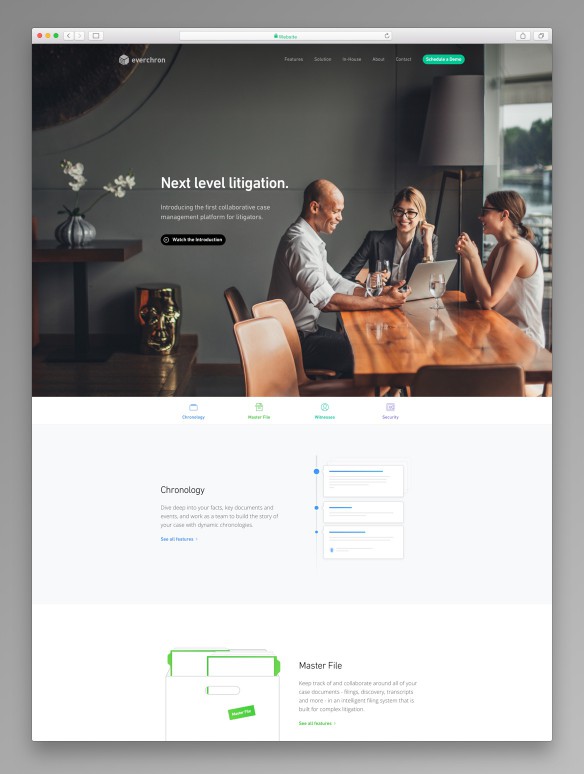 Website
everchron
Features Solution In-House About Contact Schedule a Demo
Next level litigation.
Introducing the first collaborative case
management platform for litigators.
Watch the Introduction
Chronology Master File Witnesses Security
Chronology
Dive deep into your facts, key documents and
events, and work as a team to build the story of
your case with dynamic chronologies.
See all features ›
Master File
Keep track of and collaborate around all of your
case documents - filings, discovery, transcripts
and more - in an intelligent filing system that is
built for complex litigation.
See all features ›
Master File